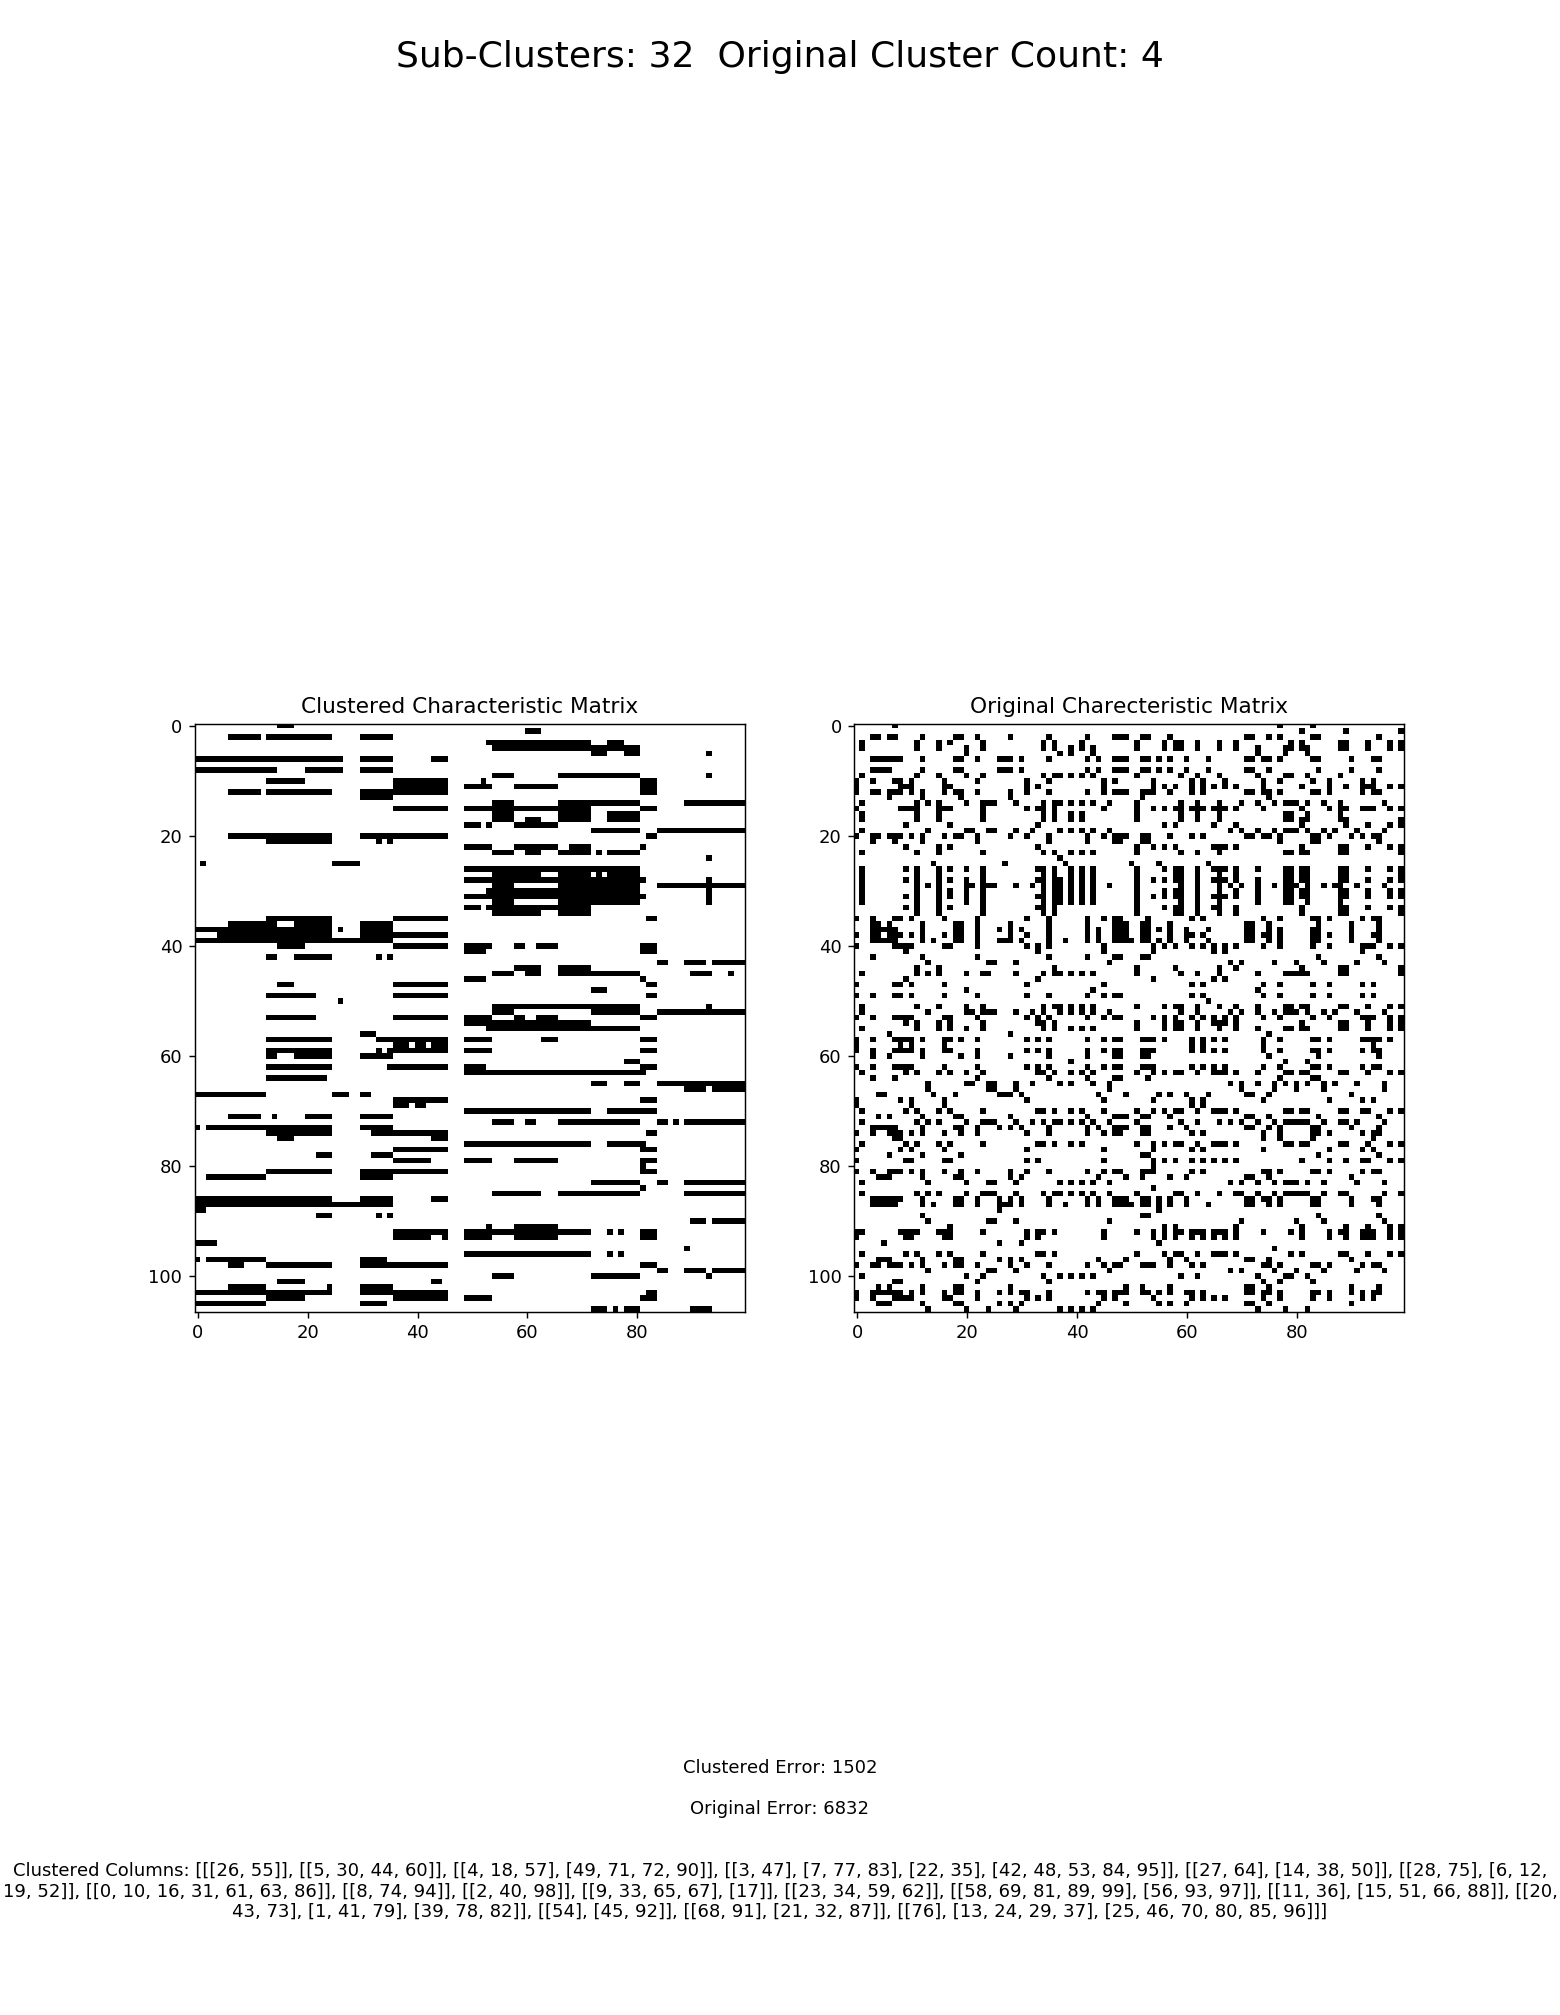 Sub-Clusters: 32  Original Cluster Count: 4
Clustered Characteristic Matrix
Original Charecteristic Matrix
0
20
40
60
80
100
0
20
40
60
80
0
20
40
60
80
100
0
20
40
60
80
Clustered Error: 1502
Original Error: 6832
Clustered Columns: [[[26, 55]], [[5, 30, 44, 60]], [[4, 18, 57], [49, 71, 72, 90]], [[3, 47], [7, 77, 83], [22, 35], [42, 48, 53, 84, 95]], [[27, 64], [14, 38, 50]], [[28, 75], [6, 12,
19, 52]], [[0, 10, 16, 31, 61, 63, 86]], [[8, 74, 94]], [[2, 40, 98]], [[9, 33, 65, 67], [17]], [[23, 34, 59, 62]], [[58, 69, 81, 89, 99], [56, 93, 97]], [[11, 36], [15, 51, 66, 88]], [[20,
43, 73], [1, 41, 79], [39, 78, 82]], [[54], [45, 92]], [[68, 91], [21, 32, 87]], [[76], [13, 24, 29, 37], [25, 46, 70, 80, 85, 96]]]